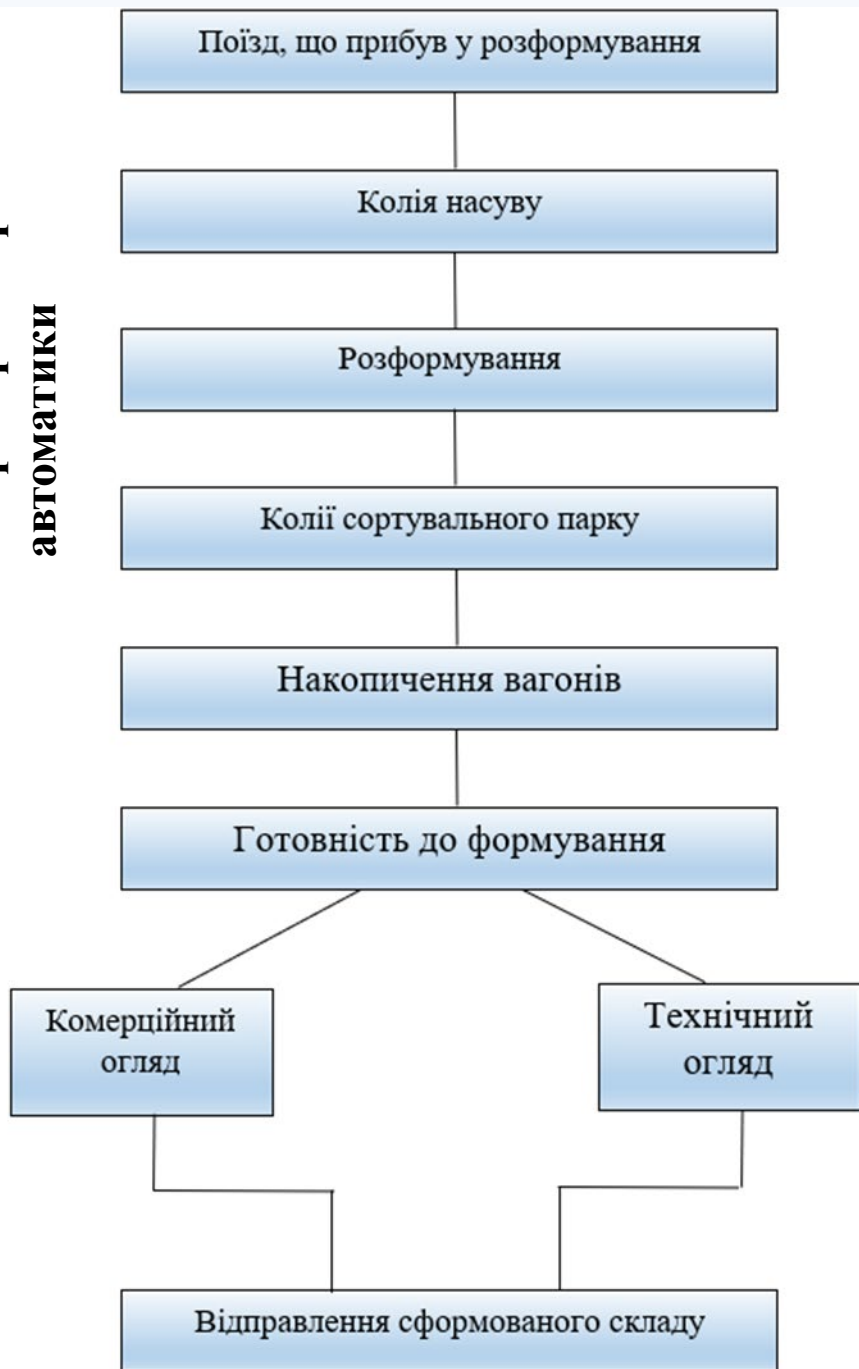 автоматики
Поїзд, що прибув у розформування
Колія насуву
Розформування
Колії сортувального парку
Накопичення вагонів
Готовність до формування
Комерційний
огляд
Технічний
огляд
Відправлення сформованого складу